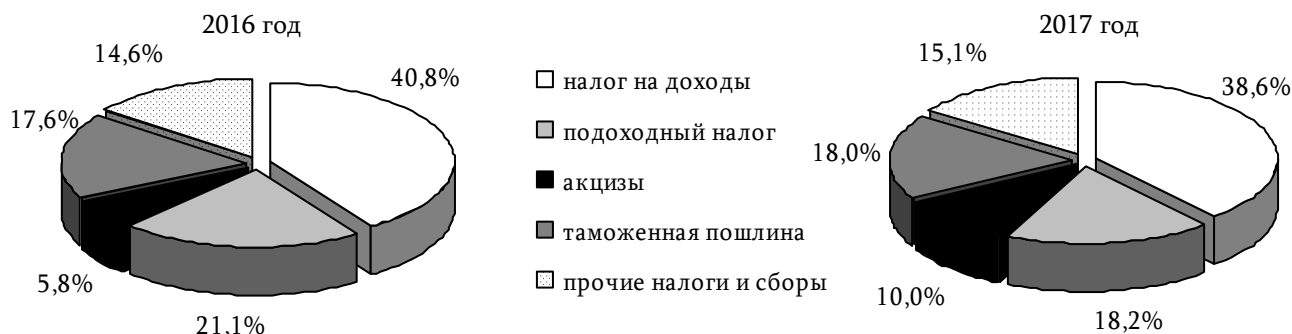 2016 год
14,6%
40,8%
17,6%
5,8%
21,1%
налог на доходы
подоходный налог
акцизы
таможенная пошлина
прочие налоги и сборы
2017 год
15,1%
38,6%
18,0%
10,0%
18,2%